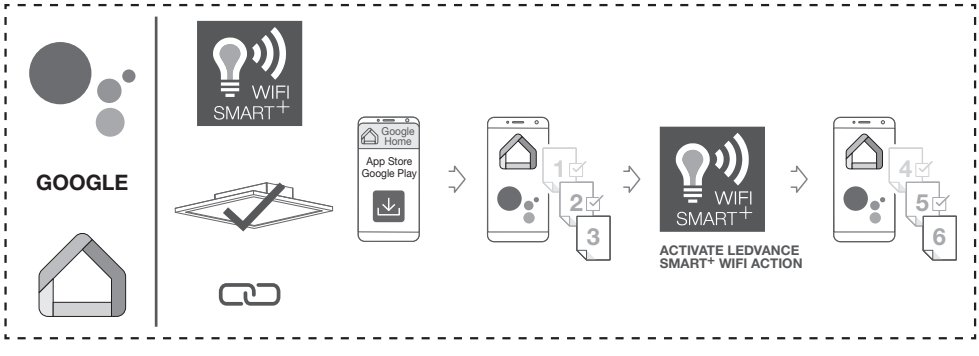 GOOGLE
WIFI
SMART+
Google
Home
App Store
Google Play
1
2
3
WIFI
SMART+
ACTIVATE LEDVANCE
SMART+ WIFI ACTION
4
5
6